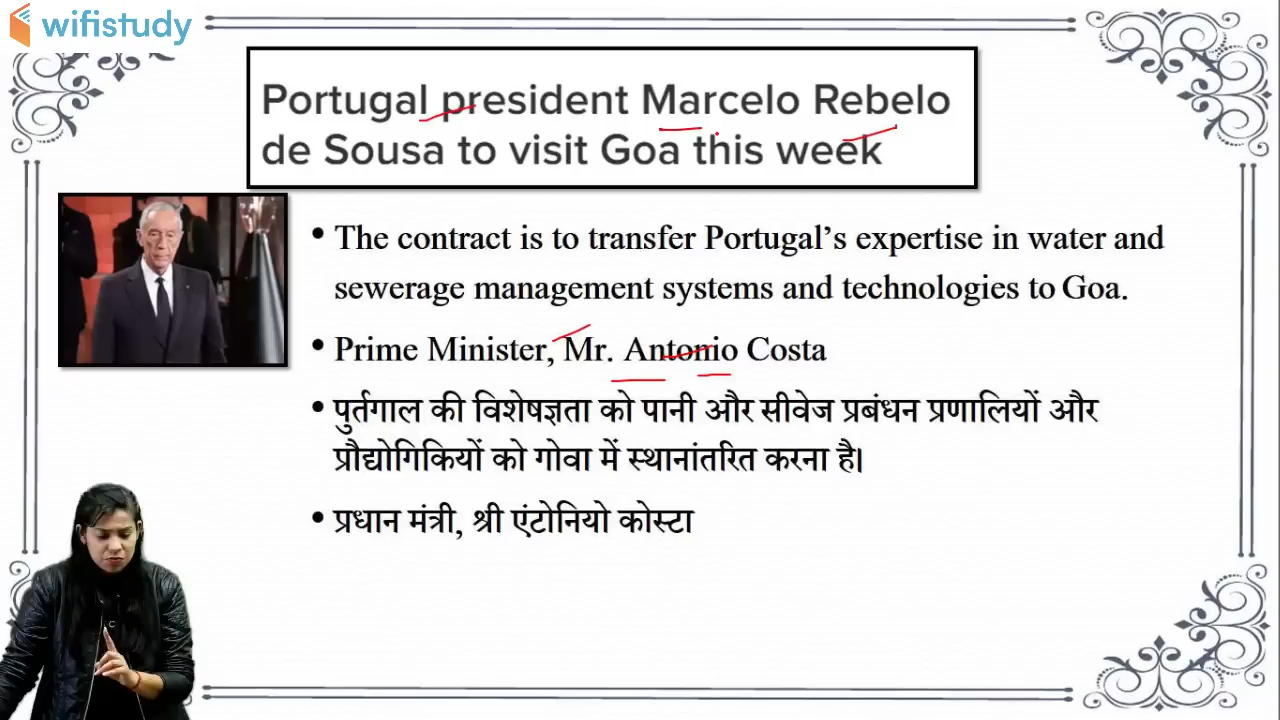 wifistudy
Portugal president Marcelo Rebelo
de Sousa to visit Goa this week
• The contract is to transfer Portugal's expertise in water and
sewerage management systems and technologies to Goa.
• Prime Minister, Mr. Antonio Costa
• पुर्तगाल की विशेषज्ञता को पानी और सीवेज प्रबंधन प्रणालियों और
प्रौद्योगिकियों को गोवा में स्थानांतरित करना है।
• प्रधान मंत्री, श्री एंटोनियो कोस्टा